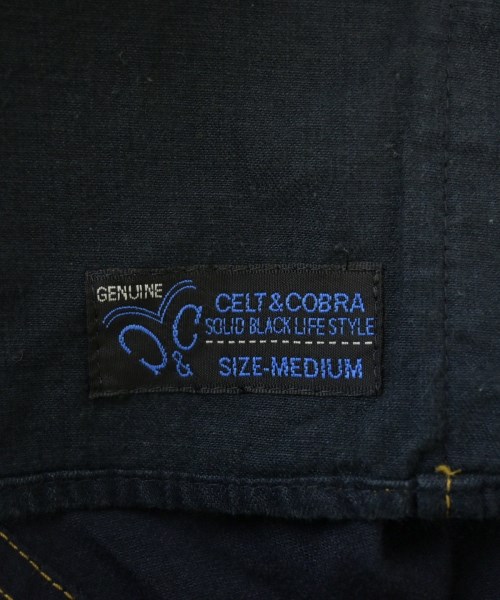 GENUINE
C&C
CELT&COBRA
SOLID BLACK LIFE STYLE
SIZE-MEDIUM